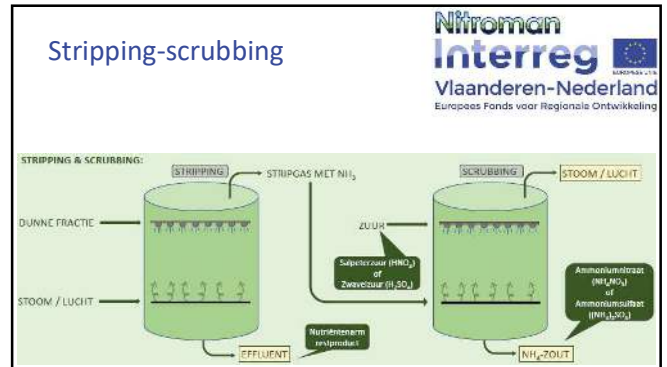 Stripping-scrubbing
Nitroman
Interreg
EUROPESE UNIE
Vlaanderen-Nederland
Europees Fonds voor Regionale Ontwikkeling
STRIPPING & SCRUBBING:
STRIPPING
STRIPGAS MET NH₃
DUNNE FRACTIE
STOOM / LUCHT
EFFLUENT
Nutriëntenarm
restproduct
SCRUBBING
STOOM / LUCHT
ZUUR
Salpeterzuur (HNO₃)
of
Zwavelzuur (H₂SO₄)
Ammoniumnitraat
(NH₄NO₃)
of
Ammoniumsulfaat
((NH₄)₂SO₄)
NH₄-ZOUT